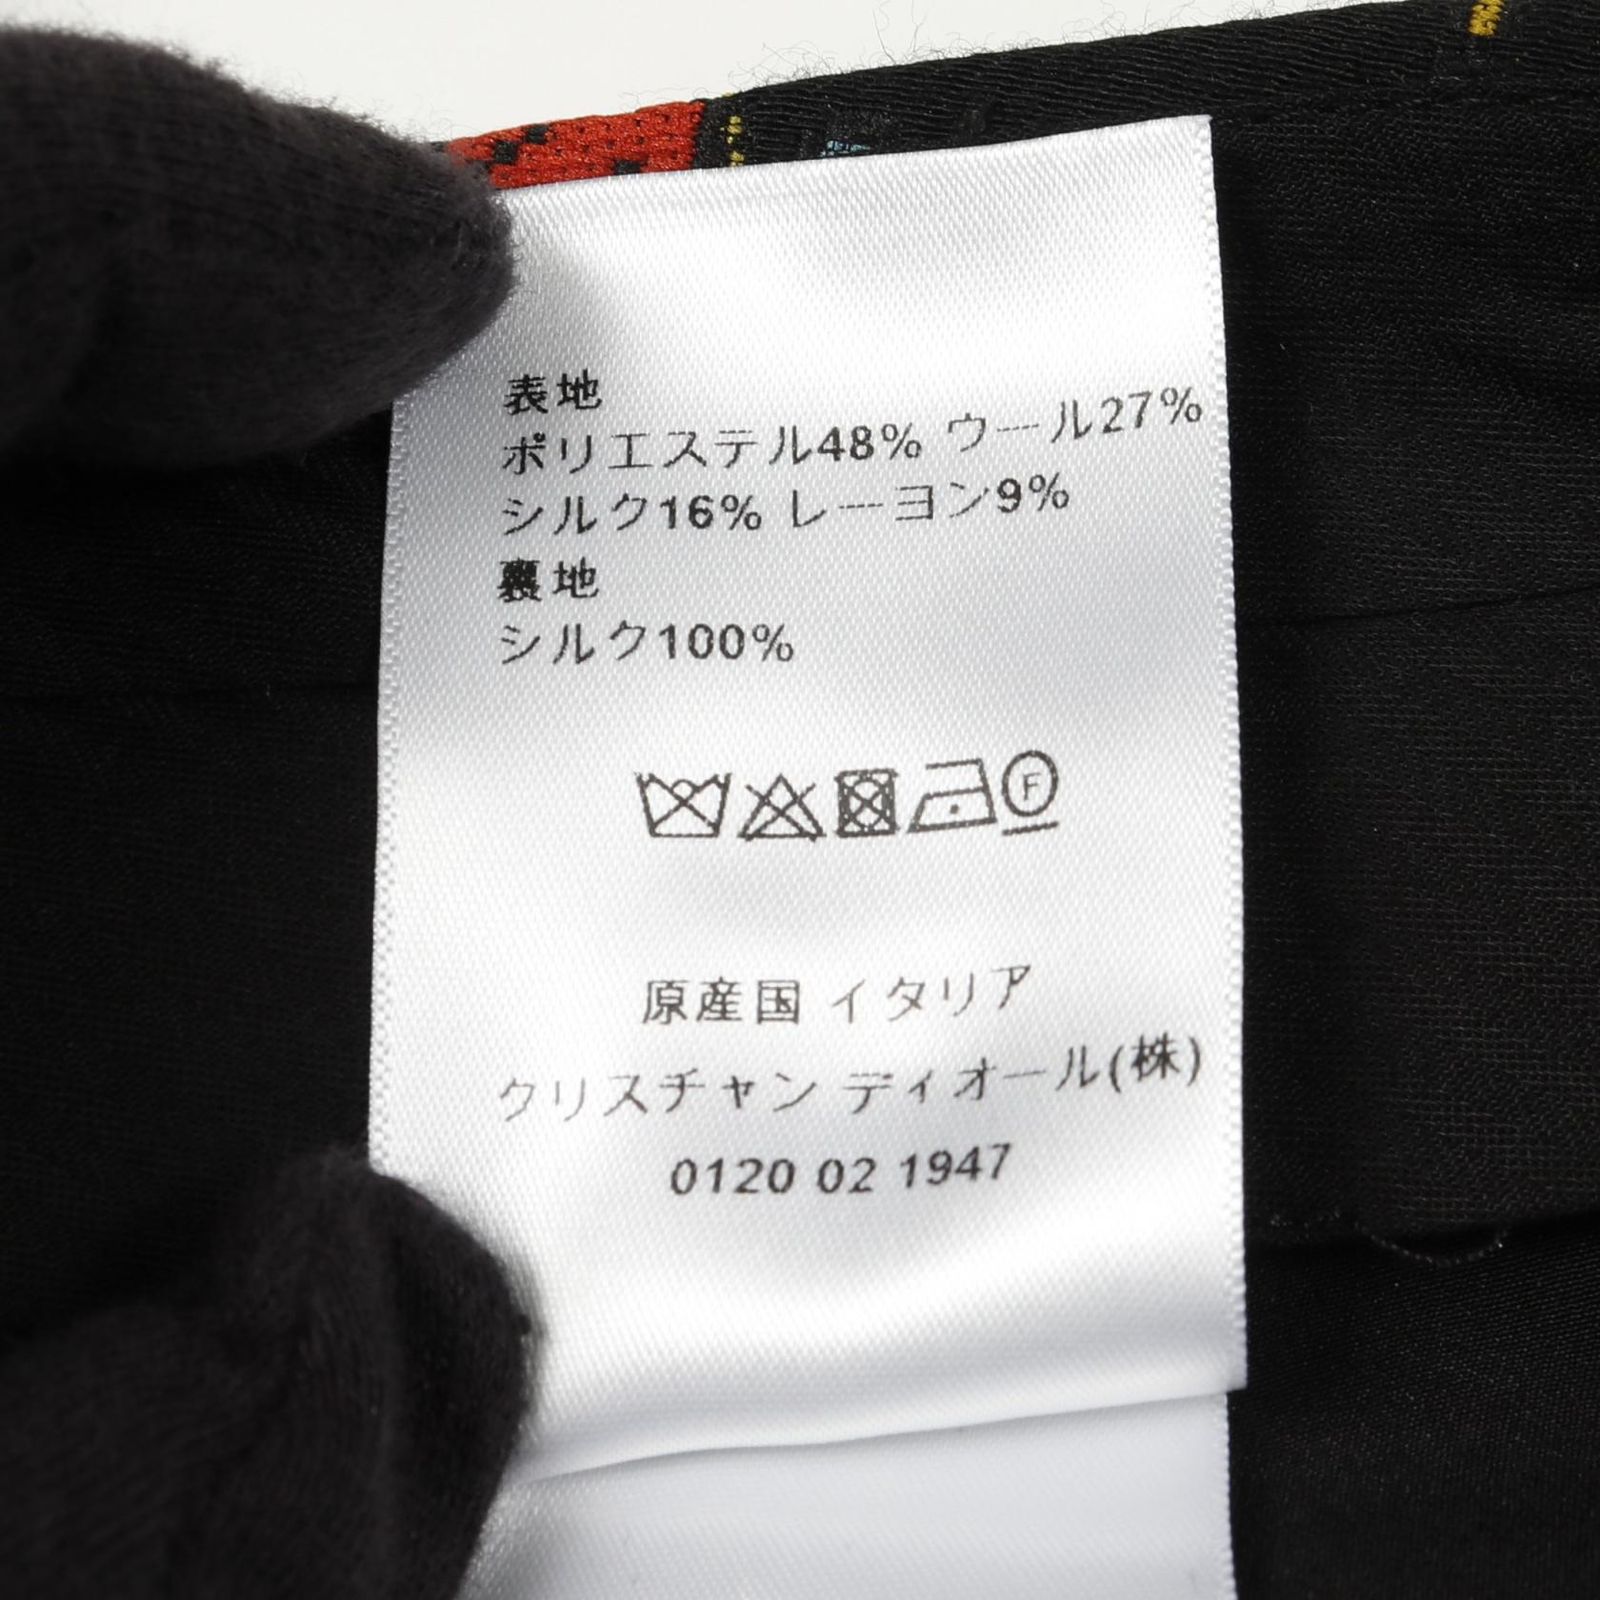 表地
ポリエステル48% ウール27%
シルク16% レーヨン9%
裏地
シルク100%
F
原産国 イタリア
クリスチャン ディオール(株)
0120 02 1947